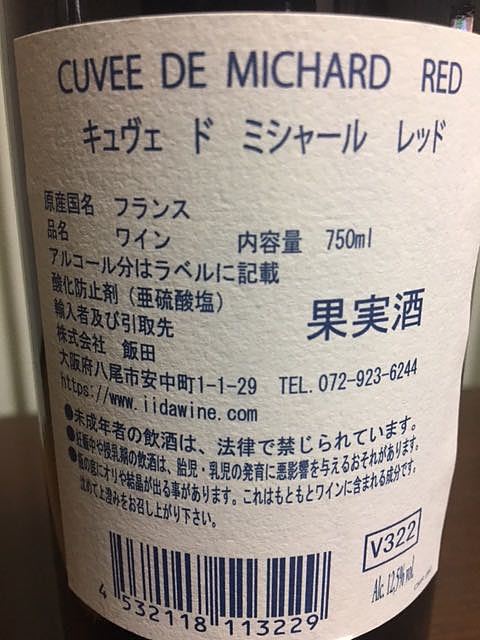 CUVEE DE MICHARD RED
キュヴェ ド ミシャール レッド
原産国名 フランス
品名 ワイン 内容量 750ml
アルコール分はラベルに記載
酸化防止剤（亜硫酸塩）
果実酒
輸入者及び引取先
株式会社 飯田
大阪府八尾市安中町1-1-29 TEL.072-923-6244
https://www.iidawine.com
●未成年者の飲酒は、法律で禁じられています。
●妊娠中や授乳期の飲酒は、胎児・乳児の発育に悪影響を与えるおそれがあります。
●瓶の底にオリや結晶が出る事があります。これはもともとワインに含まれる成分です。
沈めて上澄みをお召し上がり下さい。
V322
Alc. 12,5% vol.
4 532118 113229